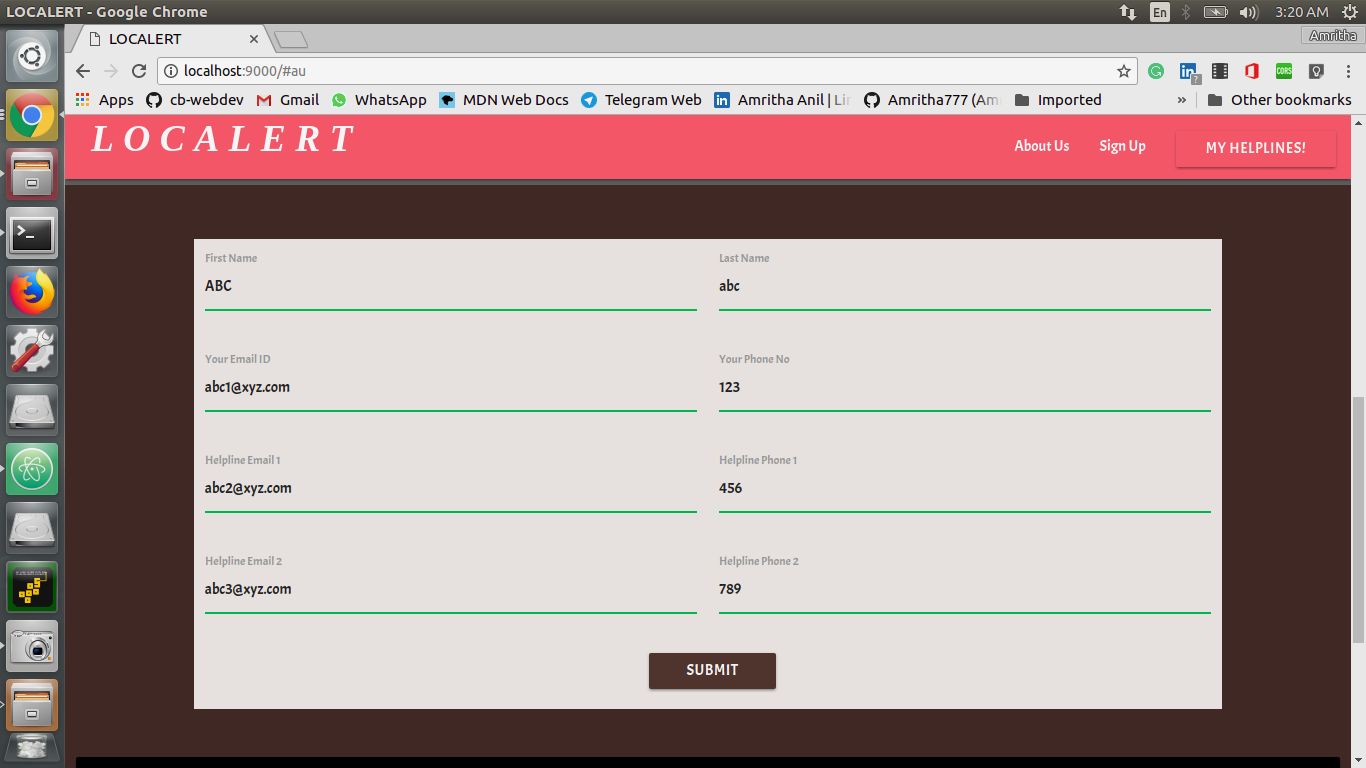 LOCALERT - Google Chrome
En
3:20 AM
LOCALERT
Amritha
localhost:9000/#au
CORS
?
Apps
cb-webdev
Gmail
WhatsApp
MDN Web Docs
Telegram Web
Amritha Anil | Lin
Amritha777 (Am
Imported
»
Other bookmarks
LOCALERT
About Us
Sign Up
MY HELPLINES!
First Name
Last Name
ABC
abc
Your Email ID
Your Phone No
abc1@xyz.com
123
Helpline Email 1
Helpline Phone 1
abc2@xyz.com
456
Helpline Email 2
Helpline Phone 2
abc3@xyz.com
789
SUBMIT